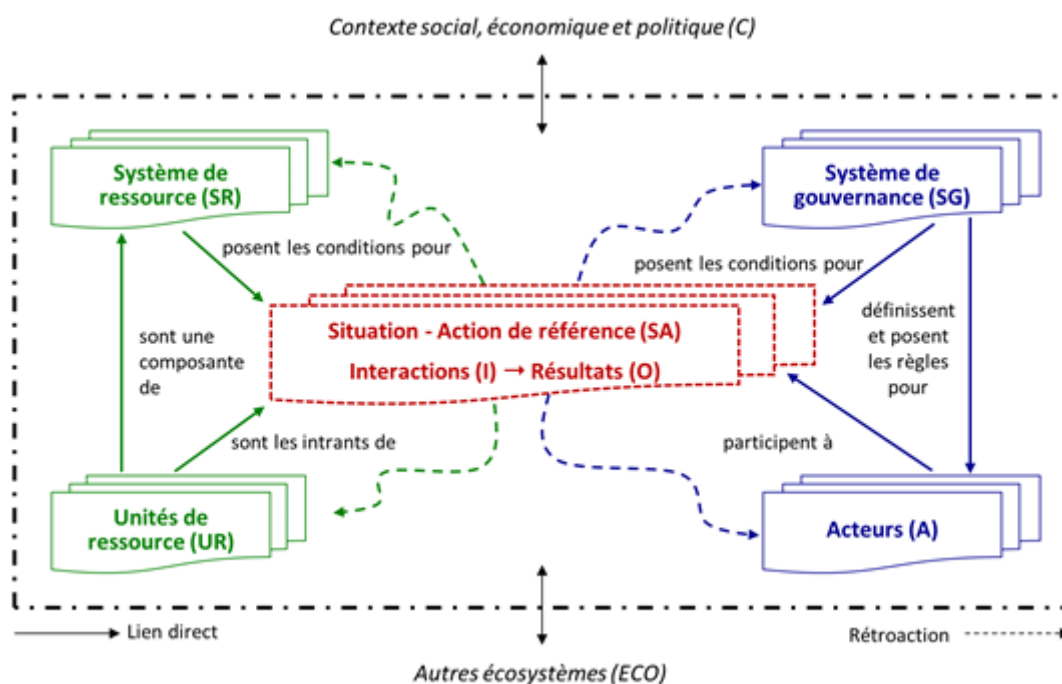 Contexte social, économique et politique (C)
Système de
ressource (SR)
Système de
gouvernance (SG)
posent les conditions pour
posent les conditions pour
sont une
composante
de
Situation - Action de référence (SA)
Interactions (I) → Résultats (O)
définissent
et posent
les règles
pour
sont les intrants de
participent à
Unités de
ressource (UR)
Acteurs (A)
Lien direct
Rétroaction
Autres écosystèmes (ECO)